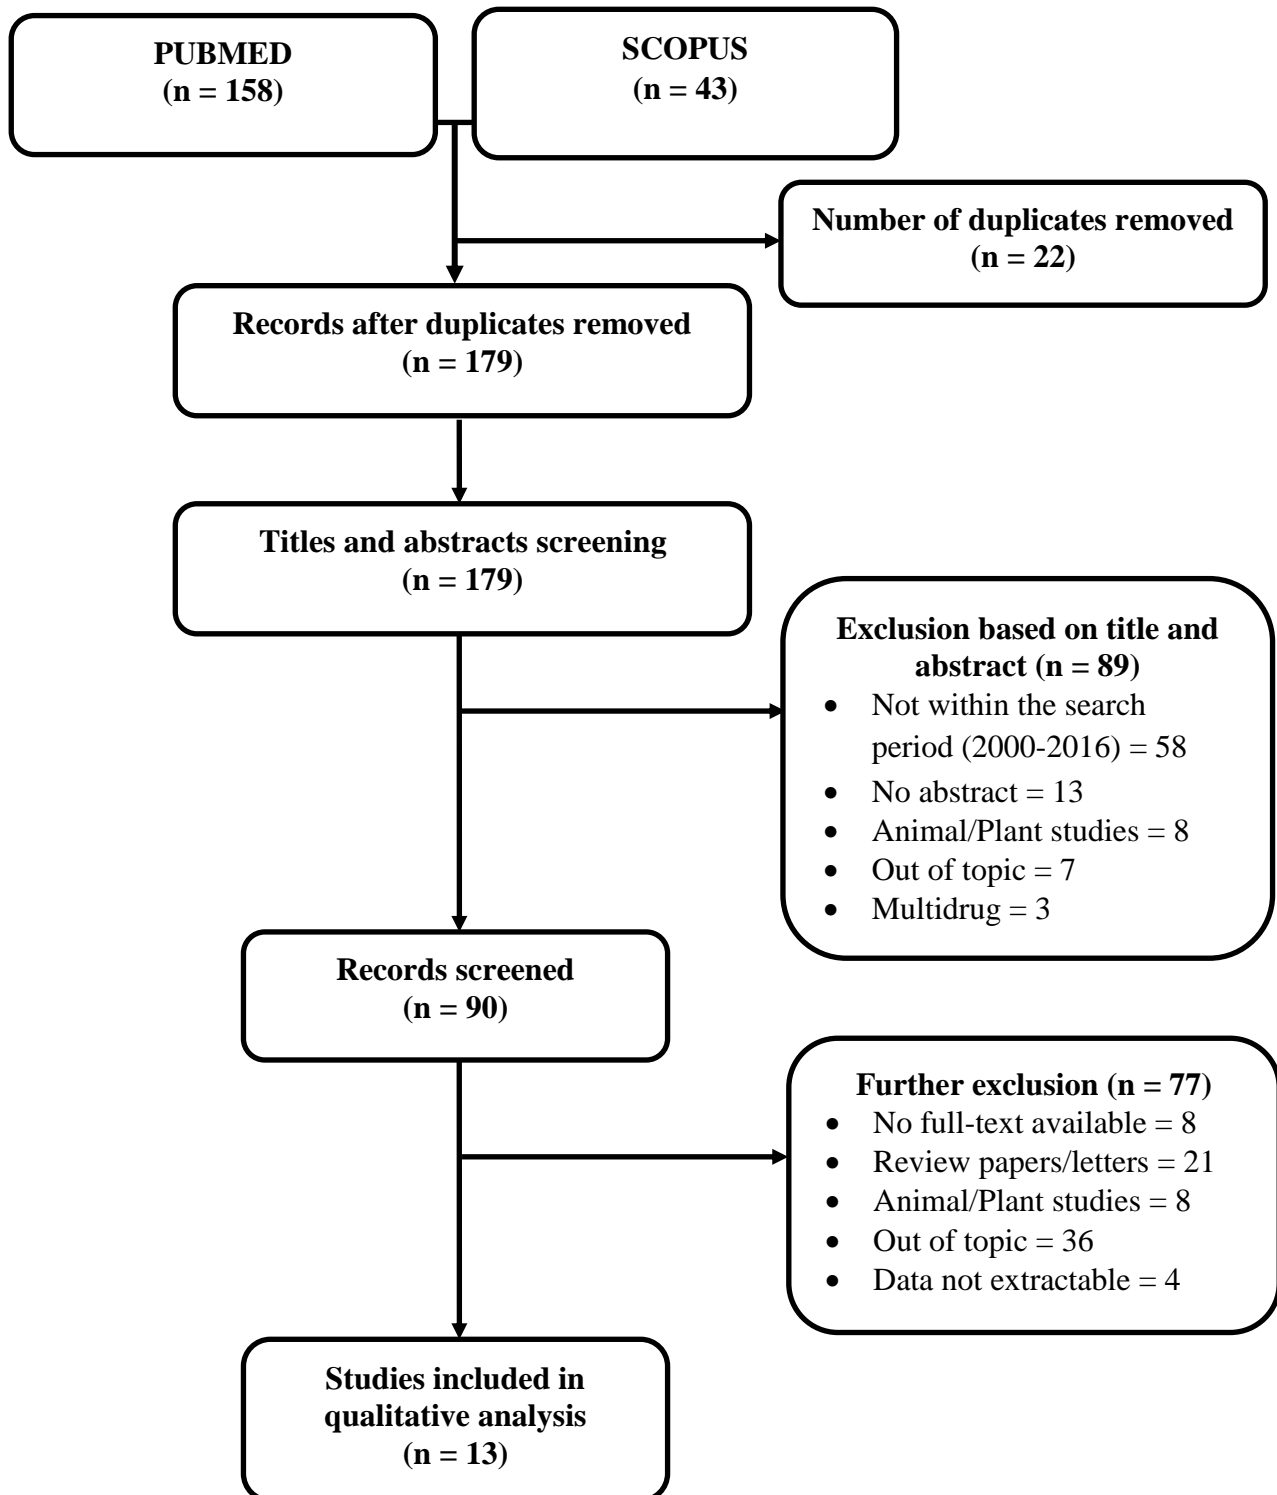 PUBMED
(n = 158)
SCOPUS
(n = 43)
Number of duplicates removed
(n = 22)
Records after duplicates removed
(n = 179)
Titles and abstracts screening
(n = 179)
Exclusion based on title and
abstract (n = 89)
• Not within the search
period (2000-2016) = 58
• No abstract = 13
• Animal/Plant studies = 8
• Out of topic = 7
• Multidrug = 3
Records screened
(n = 90)
Further exclusion (n = 77)
• No full-text available = 8
• Review papers/letters = 21
• Animal/Plant studies = 8
• Out of topic = 36
• Data not extractable = 4
Studies included in
qualitative analysis
(n = 13)